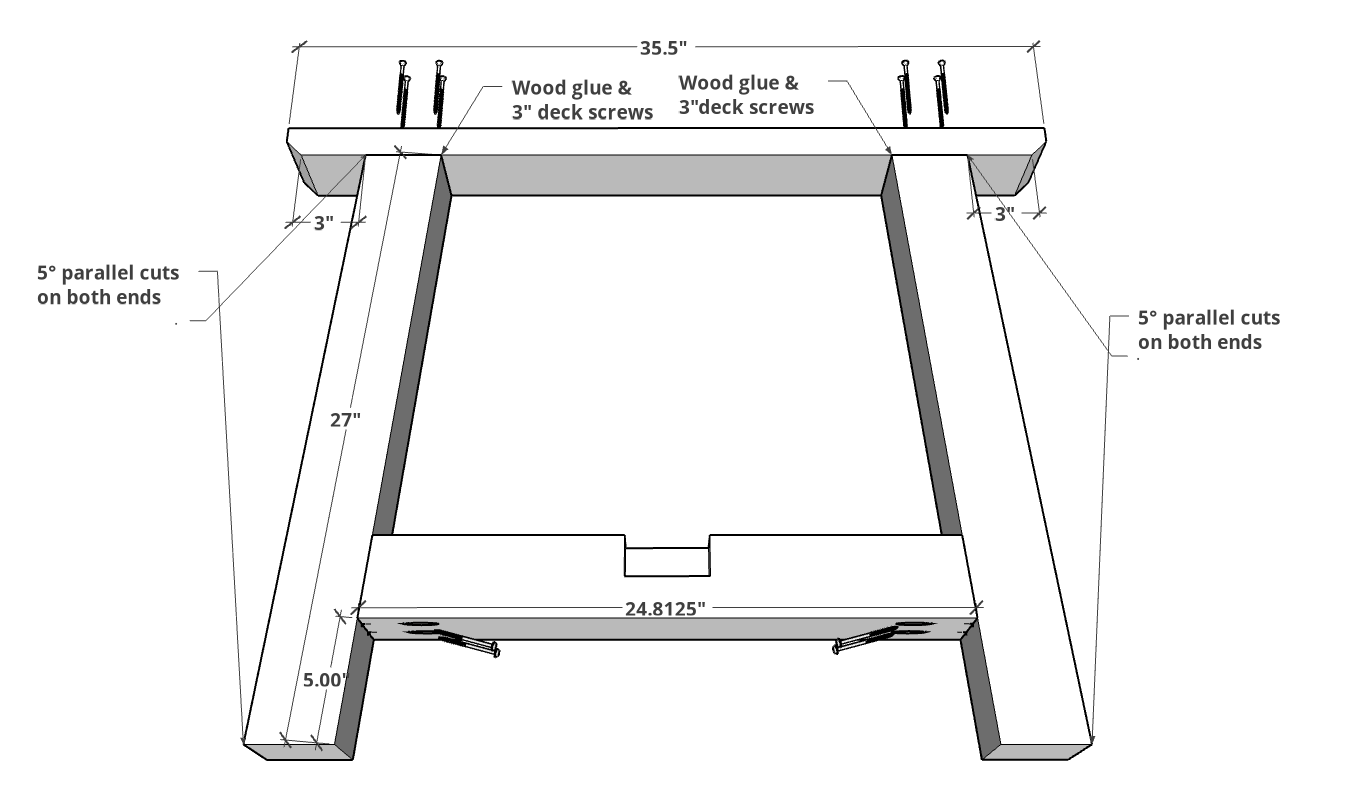 35.5"
Wood glue &
3" deck screws
Wood glue &
3"deck screws
3"
3"
5° parallel cuts
on both ends
.
5° parallel cuts
on both ends
.
27"
24.8125"
5.00"